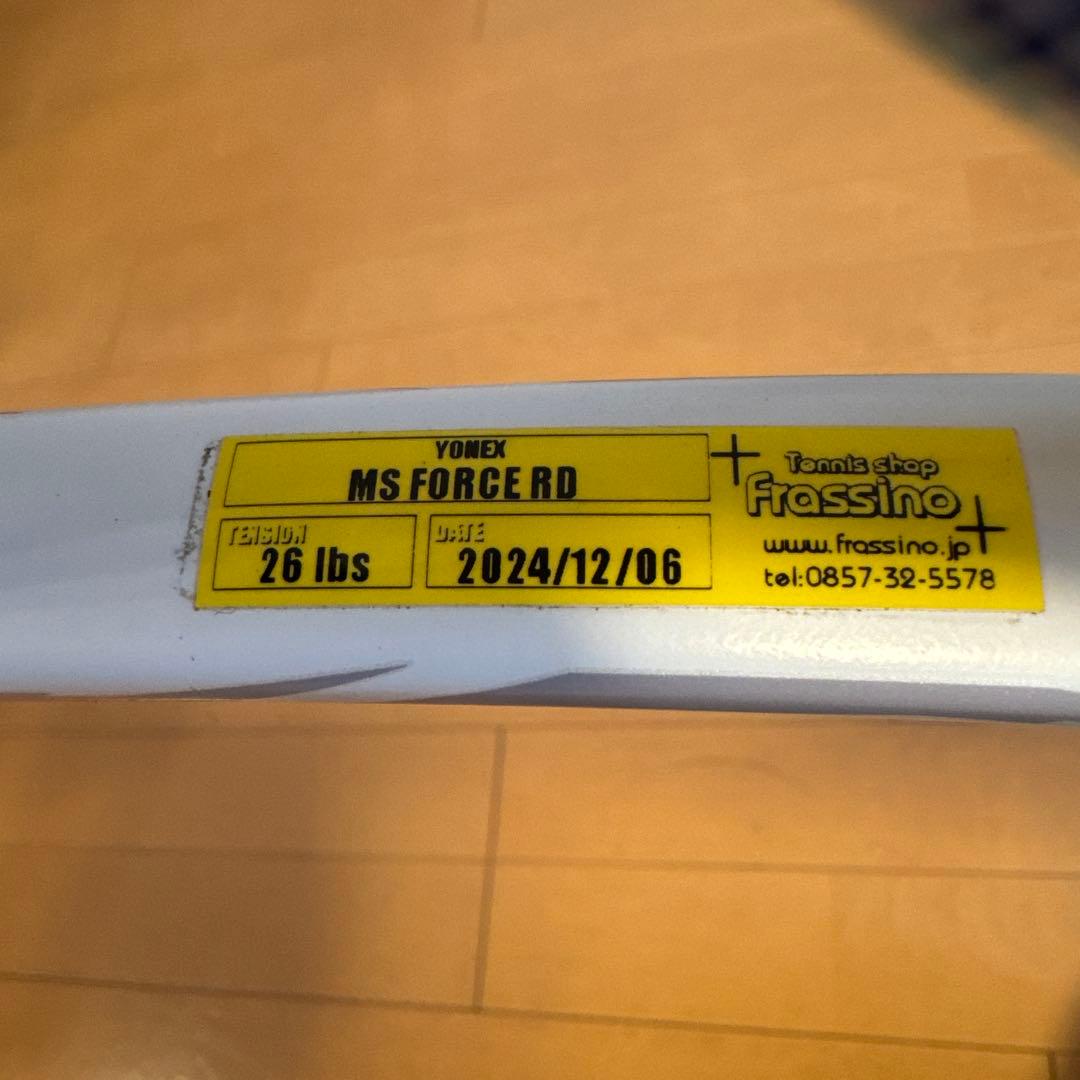 YONEX
MS FORCE RD
TENSION
26 lbs
DATE
2024/12/06
Tennis shop
Frassino
www.frassino.jp
tel:0857-32-5578